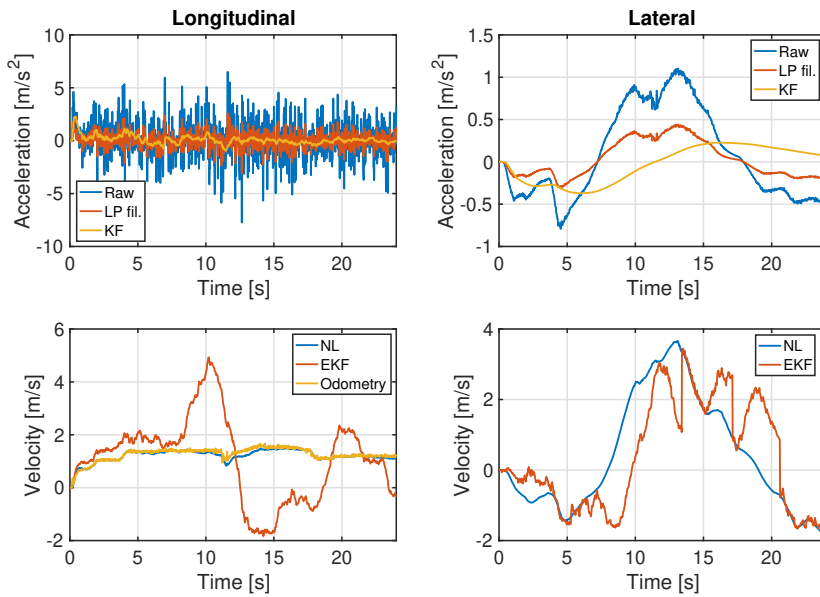 Longitudinal
Acceleration [m/s²]
10
5
0
-5
-10
Raw
LP fil.
KF
0 5 10 15 20
Time [s]
Lateral
Acceleration [m/s²]
1.5
1
0.5
0
-0.5
-1
Raw
LP fil.
KF
0 5 10 15 20
Time [s]
Velocity [m/s]
6
4
2
0
-2
NL
EKF
Odometry
0 5 10 15 20
Time [s]
Velocity [m/s]
4
2
0
-2
NL
EKF
0 5 10 15 20
Time [s]